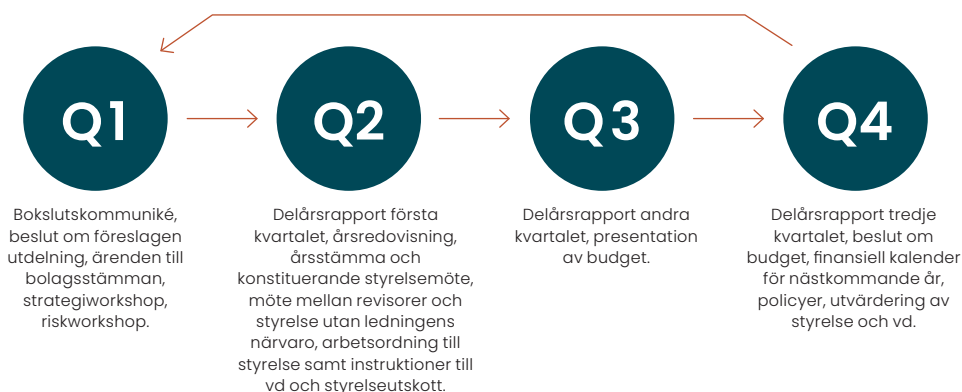 Q1
Bokslutskommuniké,
beslut om föreslagen
utdelning, ärenden till
bolagsstämman,
strategiworkshop,
riskworkshop.
Q2
Delårsrapport första
kvartalet, årsredovisning,
årsstämma och
konstituerande styrelsemöte,
möte mellan revisorer och
styrelse utan ledningens
närvaro, arbetsordning till
styrelse samt instruktioner till
vd och styrelseutskott.
Q3
Delårsrapport andra
kvartalet, presentation
av budget.
Q4
Delårsrapport tredje
kvartalet, beslut om
budget, finansiell kalender
för nästkommande år,
policyer, utvärdering av
styrelse och vd.